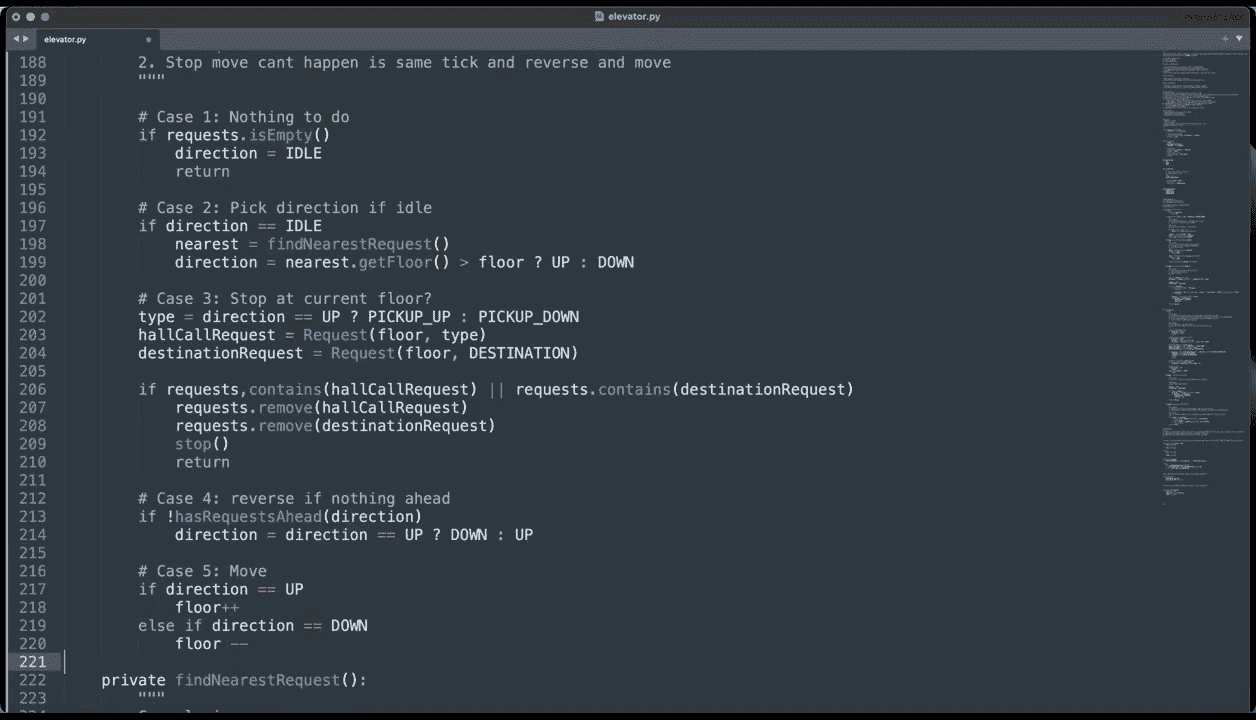 elevator.py
elevator.py
188 2. Stop move cant happen is same tick and reverse and move
189 """
190
191 # Case 1: Nothing to do
192 if requests.isEmpty()
193 direction = IDLE
194 return
195
196 # Case 2: Pick direction if idle
197 if direction == IDLE
198 nearest = findNearestRequest()
199 direction = nearest.getFloor() > floor ? UP : DOWN
200
201 # Case 3: Stop at current floor?
202 type = direction == UP ? PICKUP_UP : PICKUP_DOWN
203 hallCallRequest = Request(floor, type)
204 destinationRequest = Request(floor, DESTINATION)
205
206 if requests,contains(hallCallRequest) || requests.contains(destinationRequest)
207 requests.remove(hallCallRequest)
208 requests.remove(destinationRequest)
209 stop()
210 return
211
212 # Case 4: reverse if nothing ahead
213 if !hasRequestsAhead(direction)
214 direction = direction == UP ? DOWN : UP
215
216 # Case 5: Move
217 if direction == UP
218 floor++
219 else if direction == DOWN
220 floor --
221
222 private findNearestRequest():
223 """